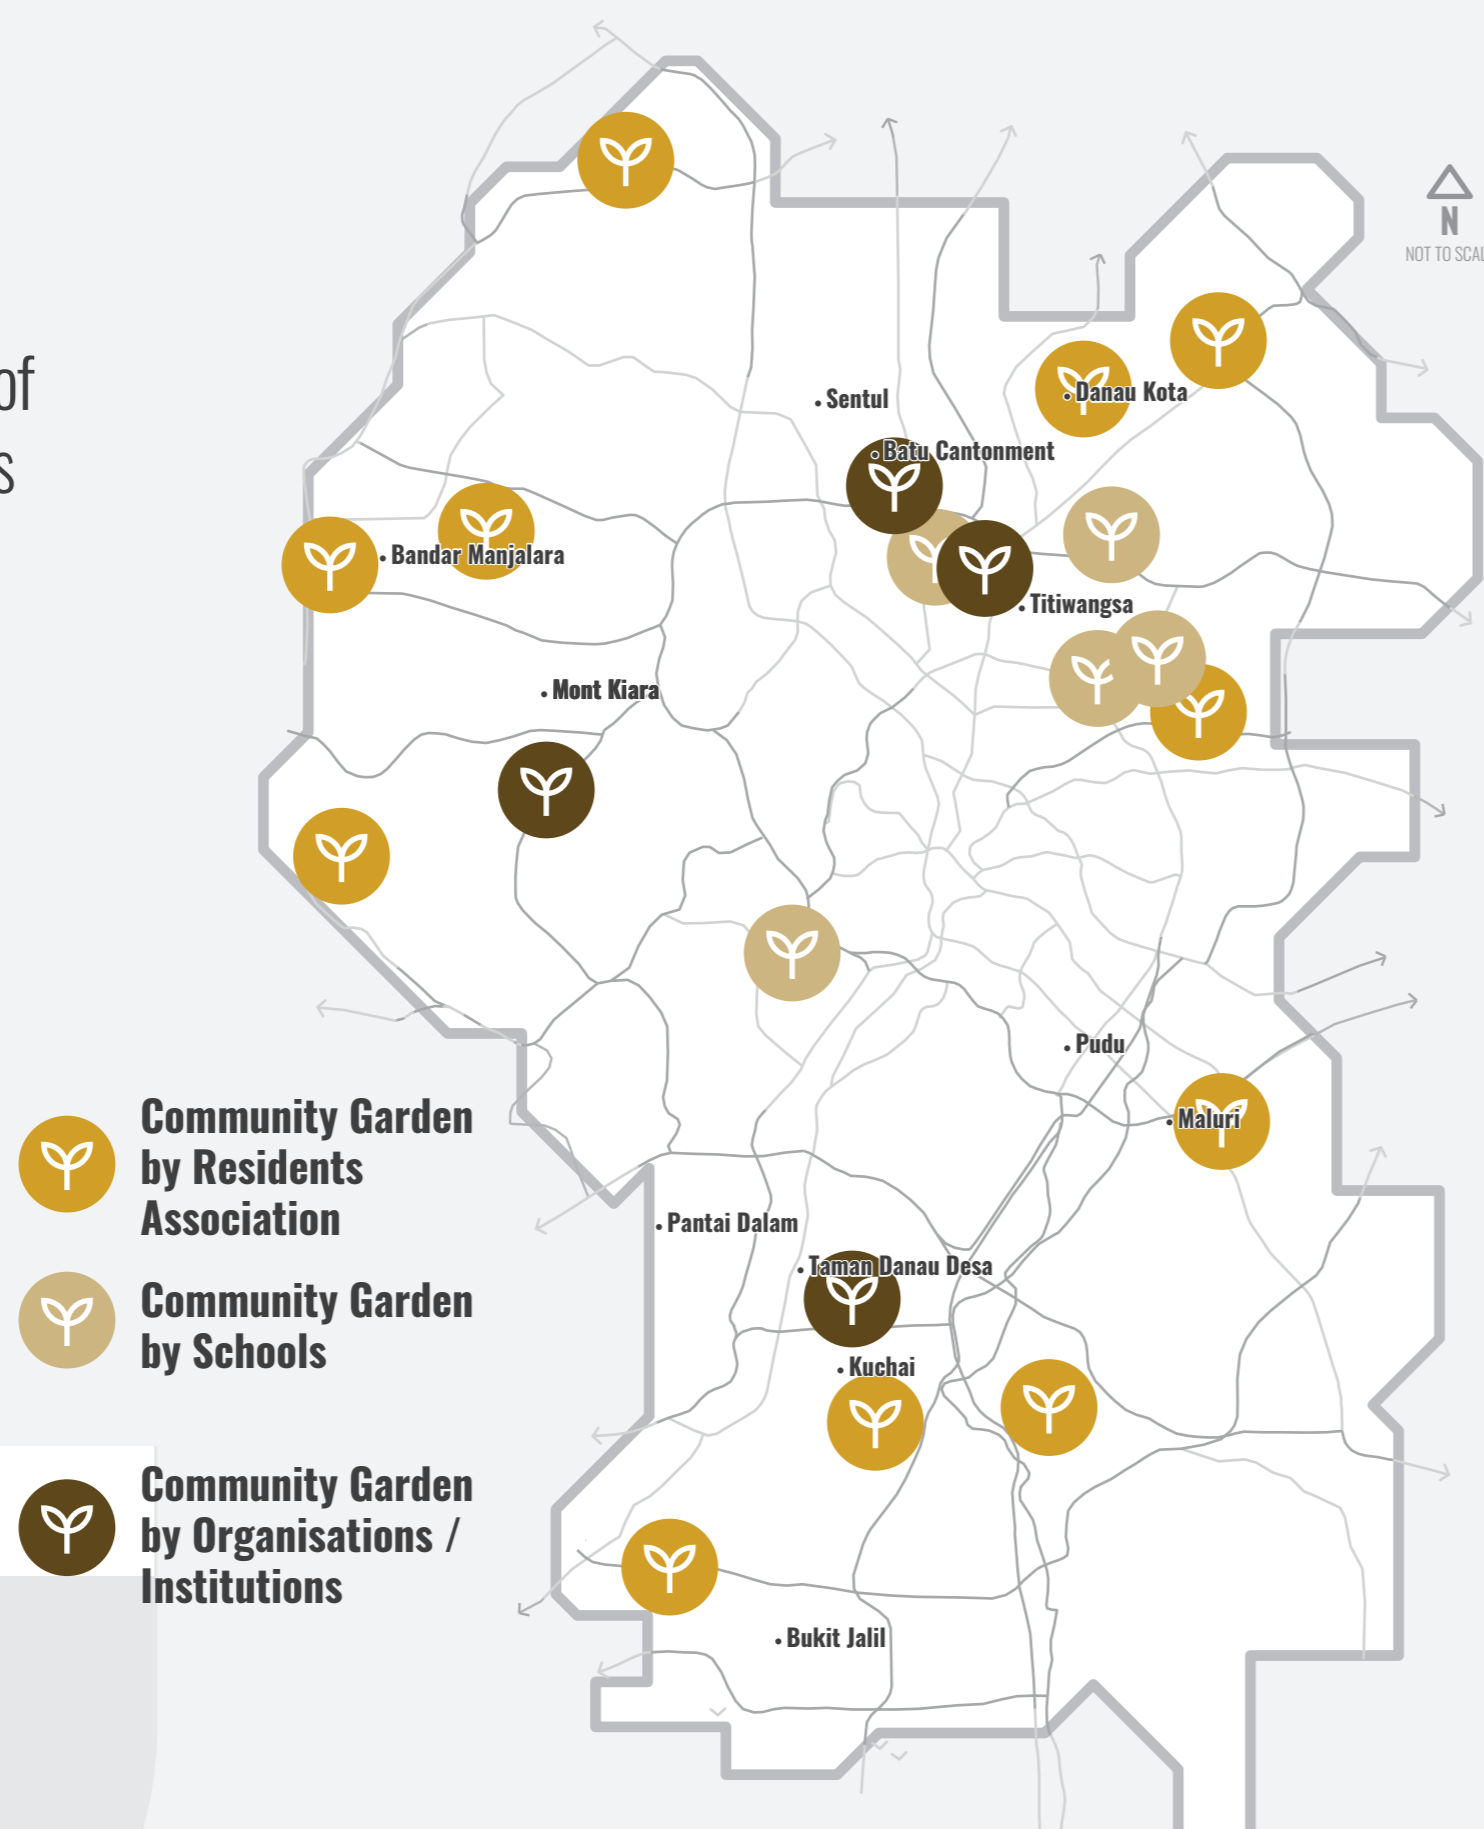 of
s
N
NOT TO SCAL
Sentul
Danau Kota
Batu Cantonment
Bandar Manjalara
Titiwangsa
Mont Kiara
Pudu
Maluri
Pantai Dalam
Taman Danau Desa
Kuchai
Bukit Jalil
Community Garden
by Residents
Association
Community Garden
by Schools
Community Garden
by Organisations /
Institutions